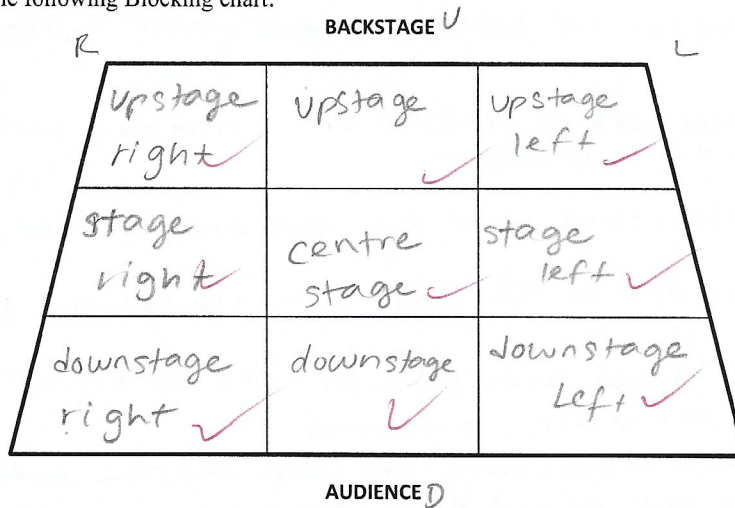 e following Blocking chart:
BACKSTAGE U
R
L
upstage
right
upstage
upstage
left
stage
right
centre
stage
stage
left
downstage
right
downstage
downstage
Left
AUDIENCE D